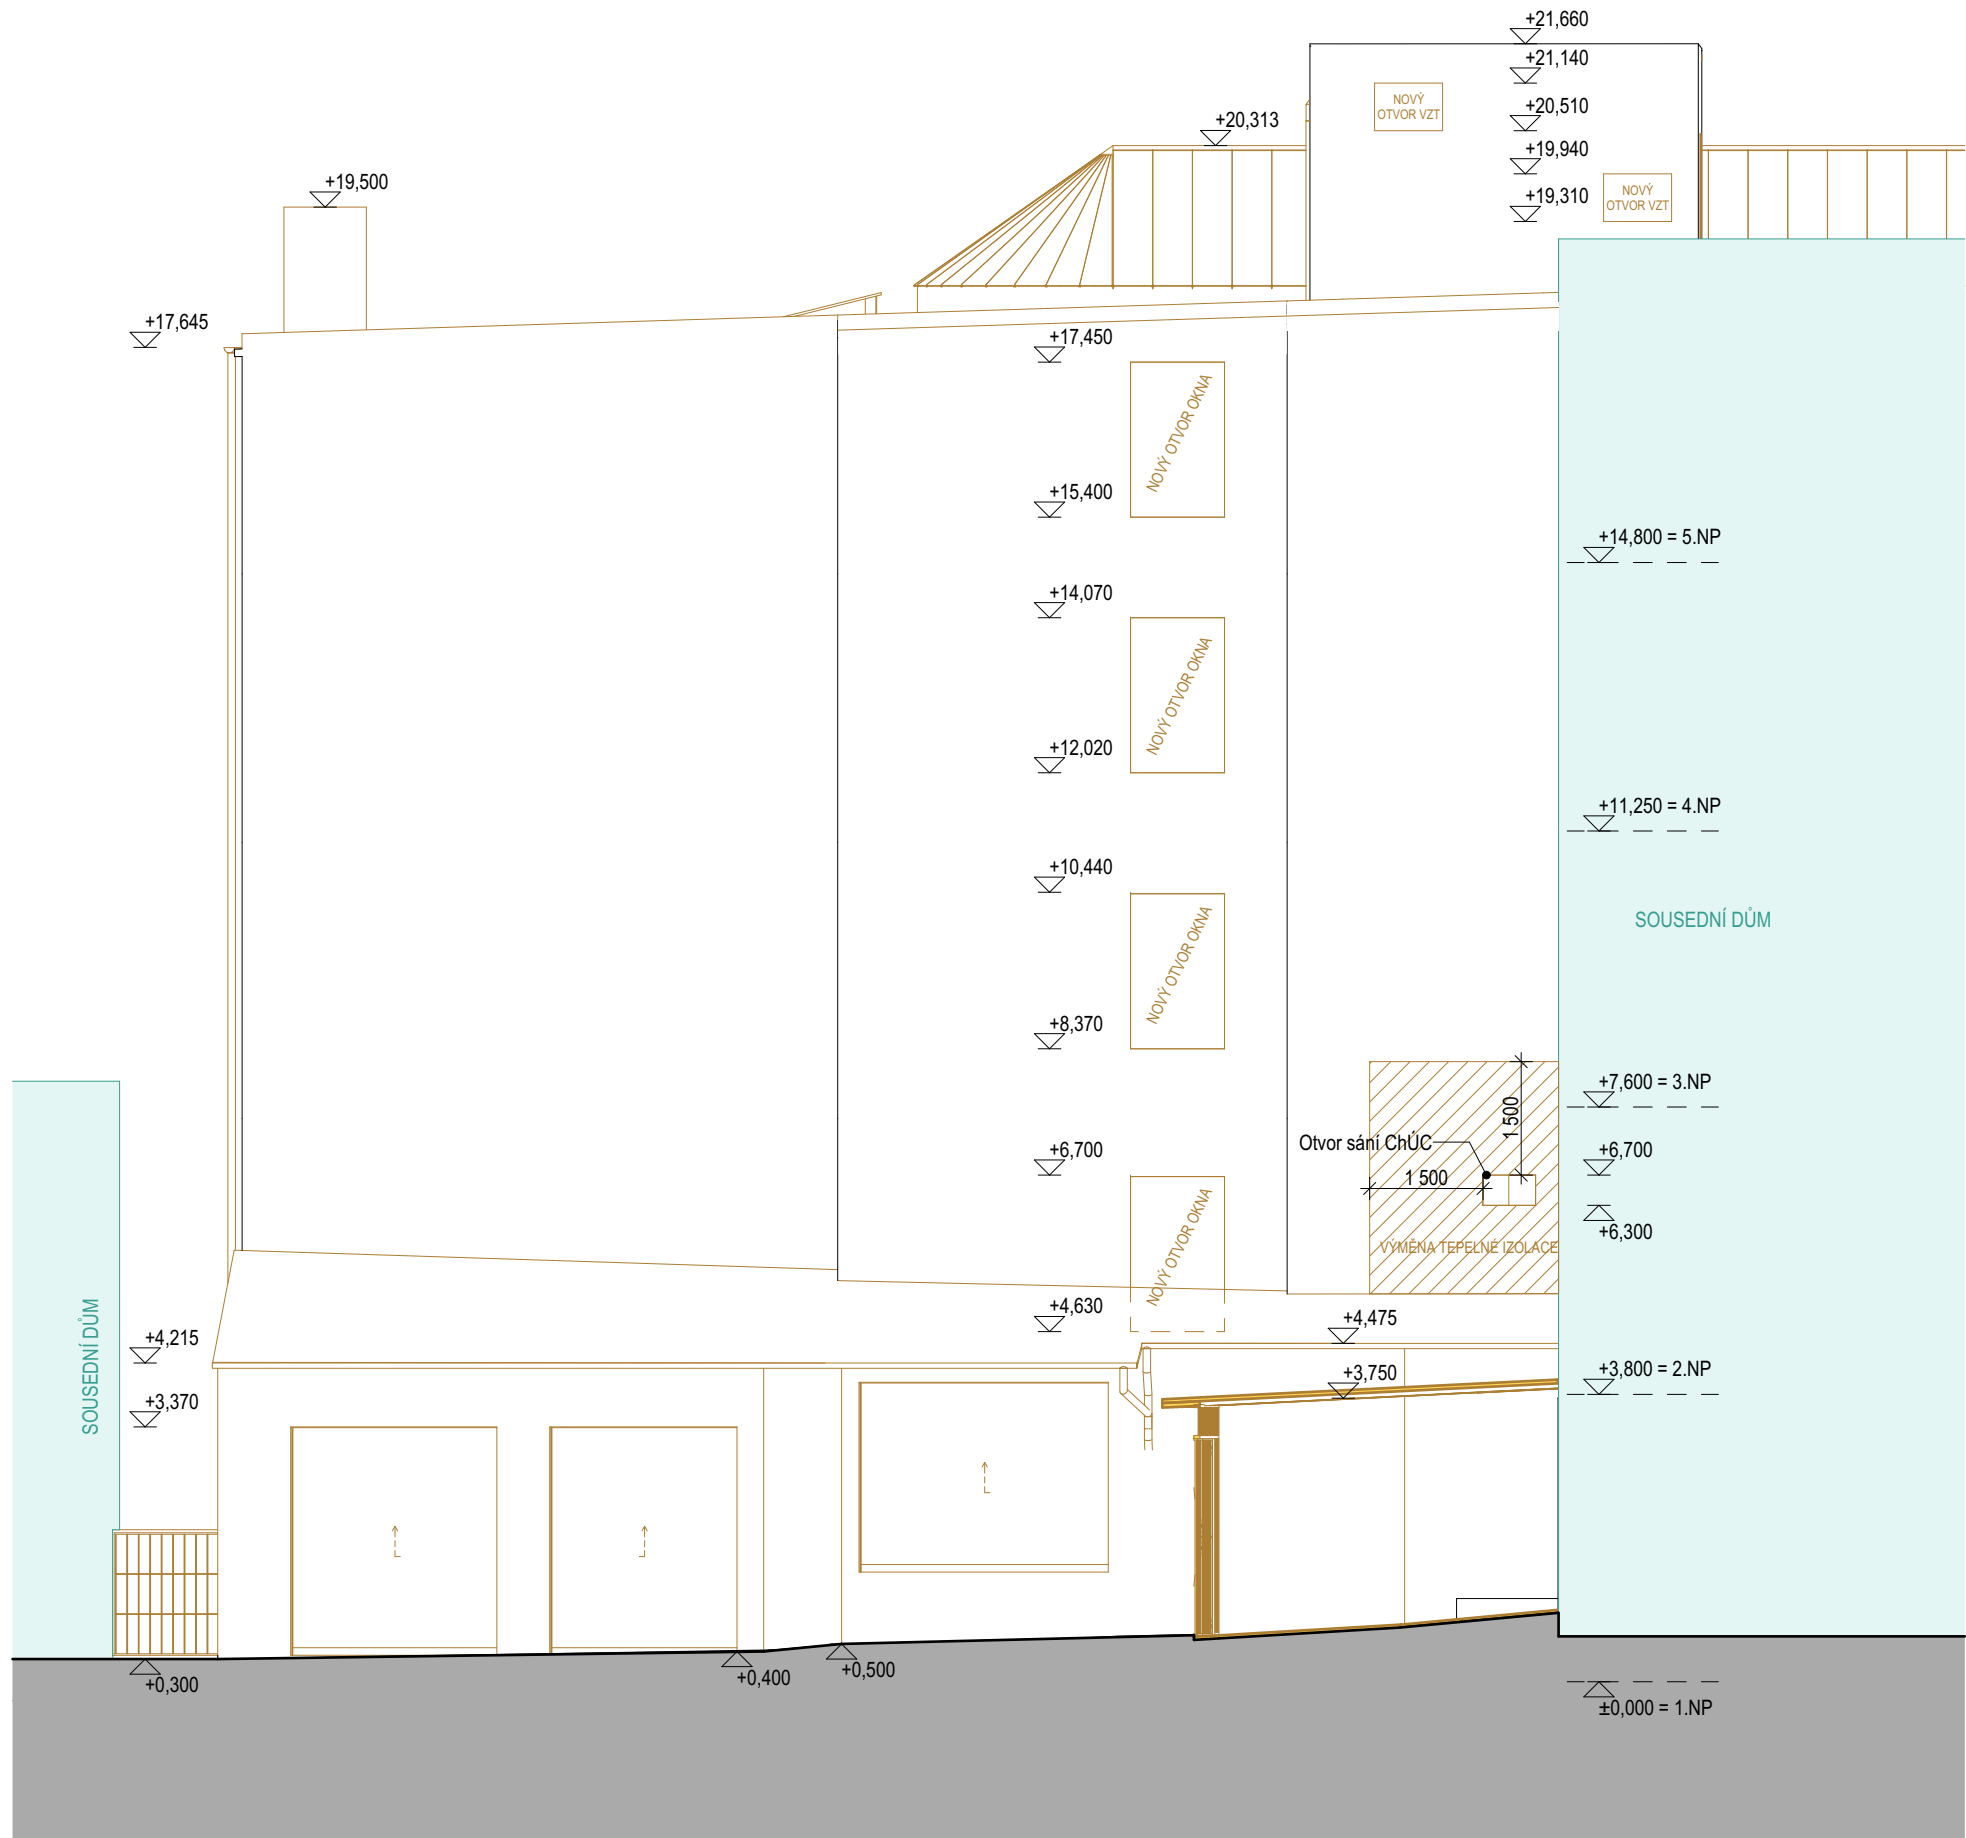 +21,660
+21,140
NOVÝ
OTVOR VZT
+20,510
+20,313
+19,940
+19,500
+19,310
NOVÝ
OTVOR VZT
+17,645
+17,450
NOVÝ OTVOR OKNA
+15,400
+14,800 = 5.NP
+14,070
NOVÝ OTVOR OKNA
+12,020
+11,250 = 4.NP
+10,440
NOVÝ OTVOR OKNA
SOUSEDNÍ DŮM
+8,370
+7,600 = 3.NP
1 500
Otvor sání ChÚC
+6,700
+6,700
1 500
NOVÝ OTVOR OKNA
+6,300
VÝMĚNA TEPELNÉ IZOLACE
+4,630
+4,475
SOUSEDNÍ DŮM
+4,215
+3,750
+3,800 = 2.NP
+3,370
+0,300
+0,400
+0,500
±0,000 = 1.NP